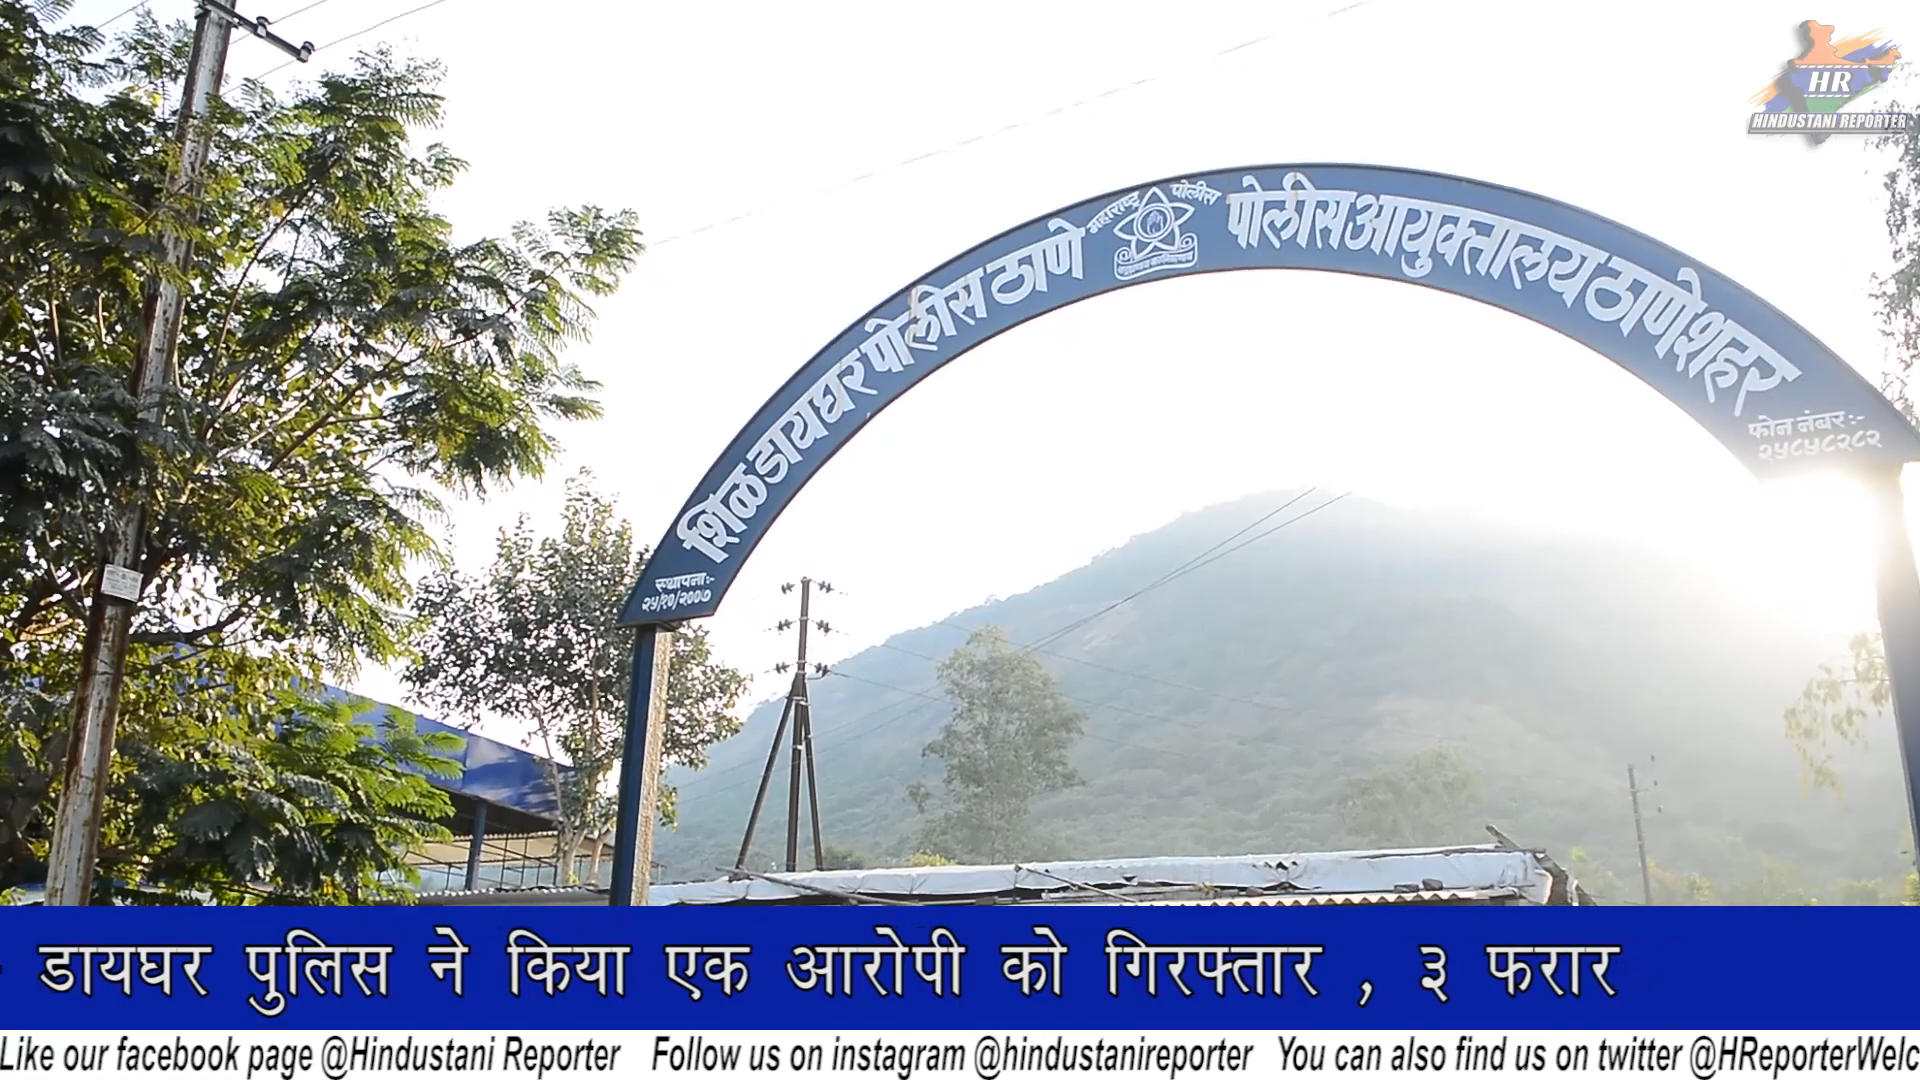 HR
HINDUSTANI REPORTER
शिळ डायघर पोलीस ठाणे
महाराष्ट्र पोलीस
पोलीस आयुक्तालय ठाणे शहर
स्थापना:-
२५/१०/२००७
फोन नंबर:-
२५८५८२८२
डायघर पुलिस ने किया एक आरोपी को गिरफ्तार , ३ फरार
Like our facebook page @Hindustani Reporter Follow us on instagram @hindustanireporter You can also find us on twitter @HReporterWelc